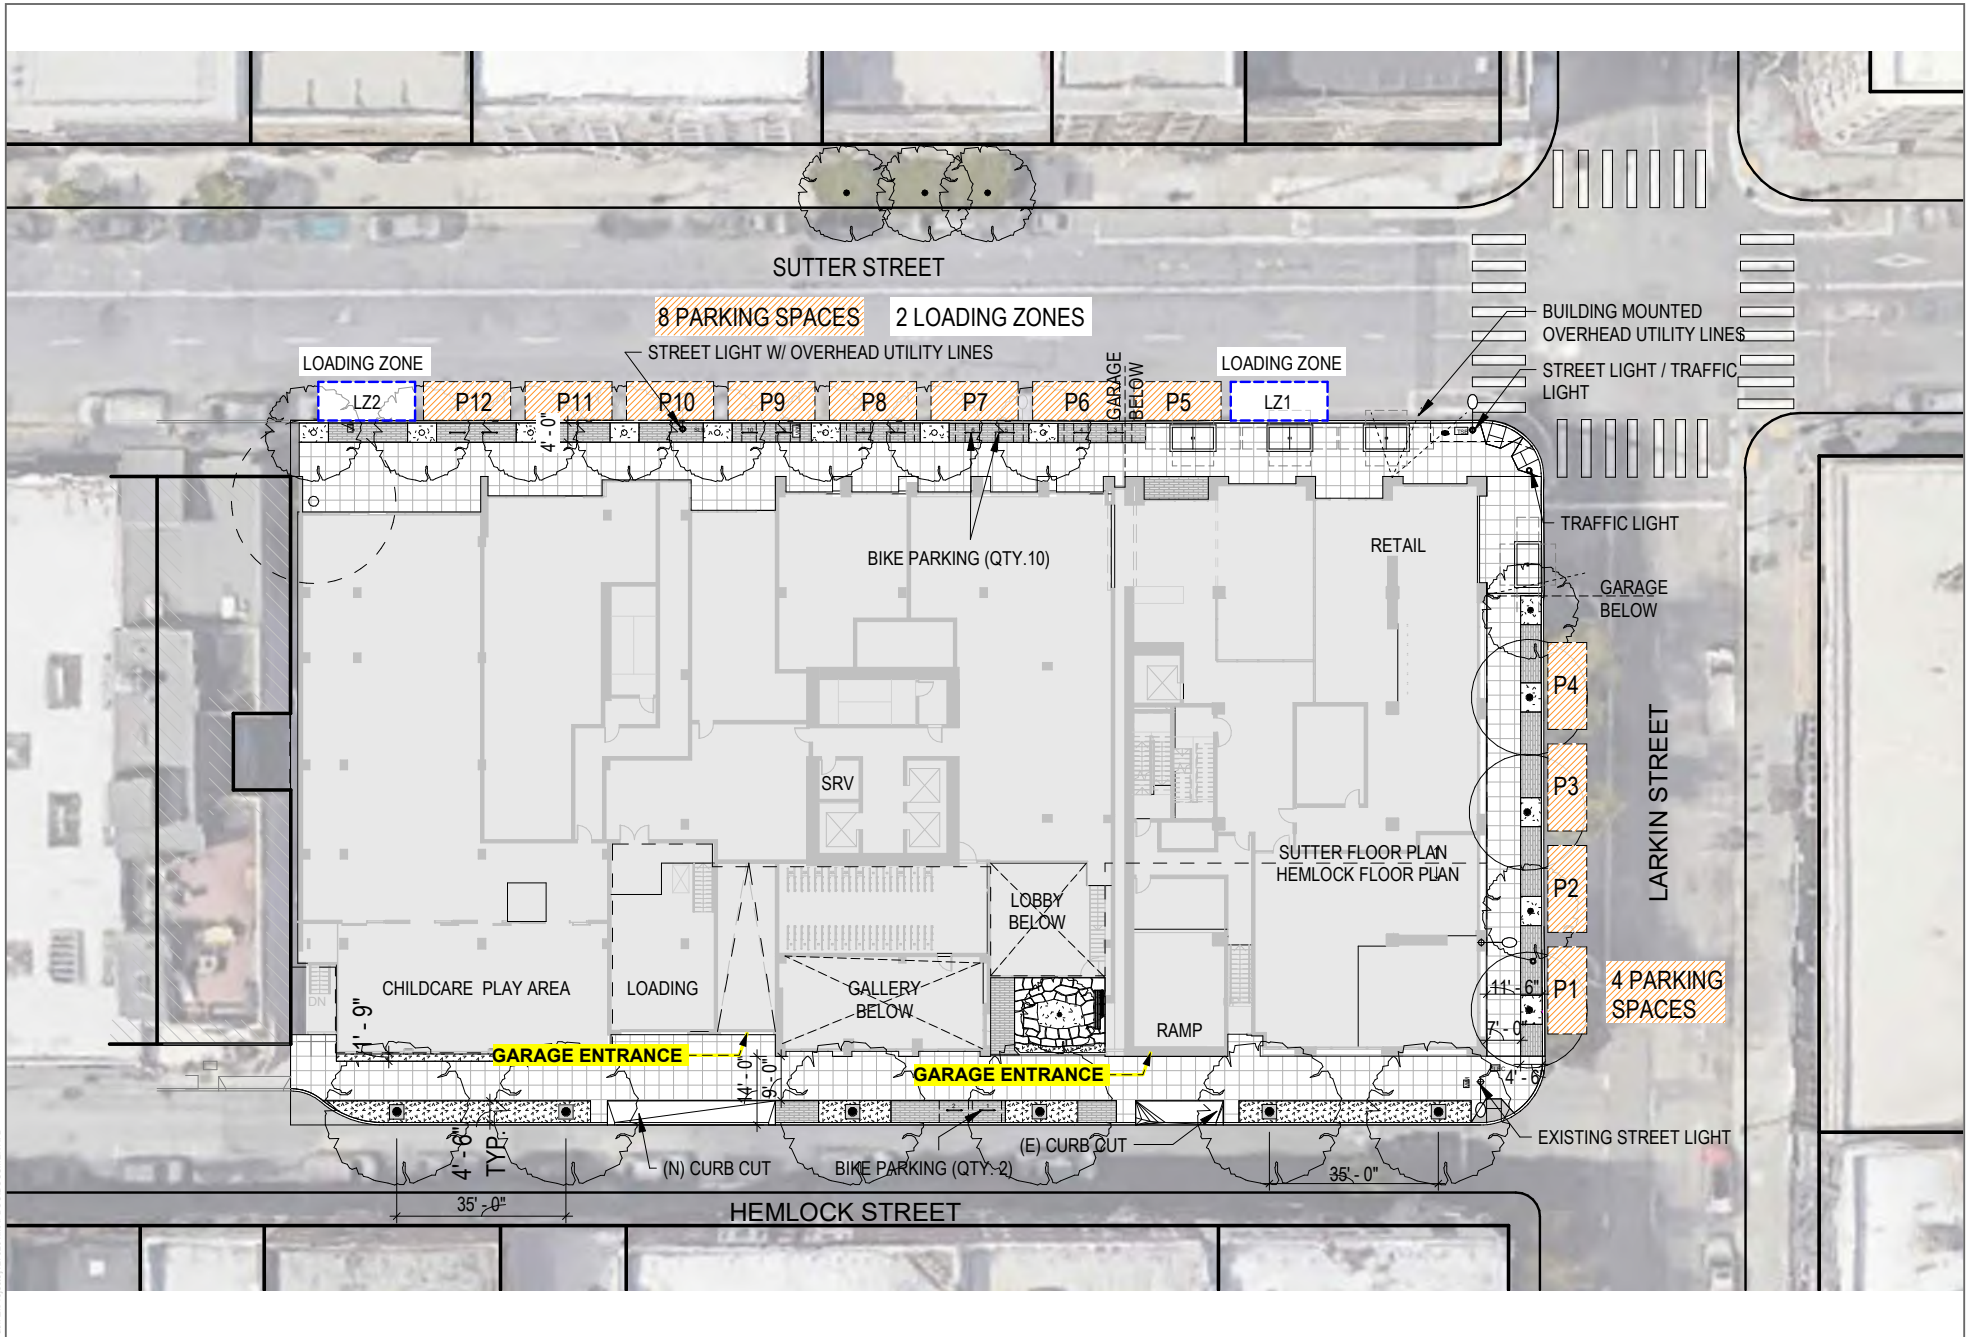 SUTTER STREET
8 PARKING SPACES
2 LOADING ZONES
BUILDING MOUNTED
OVERHEAD UTILITY LINES
STREET LIGHT W/ OVERHEAD UTILITY LINES
LOADING ZONE
LOADING ZONE
STREET LIGHT / TRAFFIC
LIGHT
GARAGE
BELOW
LZ2
P12
P11
P10
P9
P8
P7
P6
P5
LZ1
4' - 0"
TRAFFIC LIGHT
RETAIL
BIKE PARKING (QTY.10)
GARAGE
BELOW
P4
P3
P2
P1
LARKIN STREET
SRV
SUTTER FLOOR PLAN
HEMLOCK FLOOR PLAN
LOBBY
BELOW
CHILDCARE PLAY AREA
LOADING
GALLERY
BELOW
4 PARKING
SPACES
11' - 6"
DN
RAMP
7' - 0"
GARAGE ENTRANCE
GARAGE ENTRANCE
14' - 0"
9' - 0"
4' - 6"
4' - 6"
TYP.
(N) CURB CUT
BIKE PARKING (QTY. 2)
(E) CURB CUT
EXISTING STREET LIGHT
35' - 0"
35' - 0"
HEMLOCK STREET